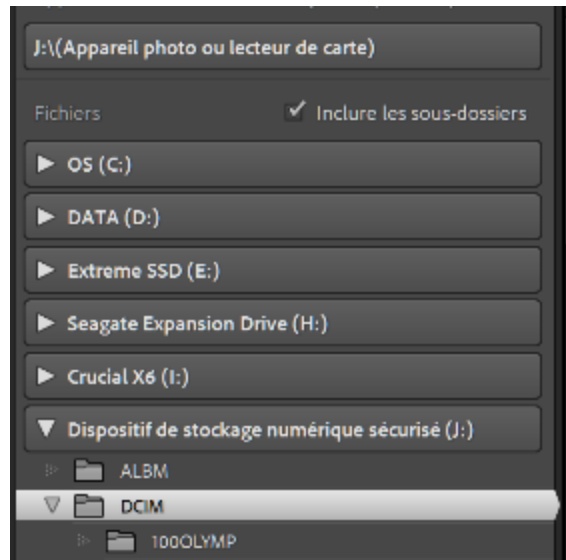 J:\(Appareil photo ou lecteur de carte)
Fichiers Inclure les sous-dossiers
OS (C:)
DATA (D:)
Extreme SSD (E:)
Seagate Expansion Drive (H:)
Crucial X6 (I:)
Dispositif de stockage numérique sécurisé (J:)
ALBM
DCIM
100OLYMP